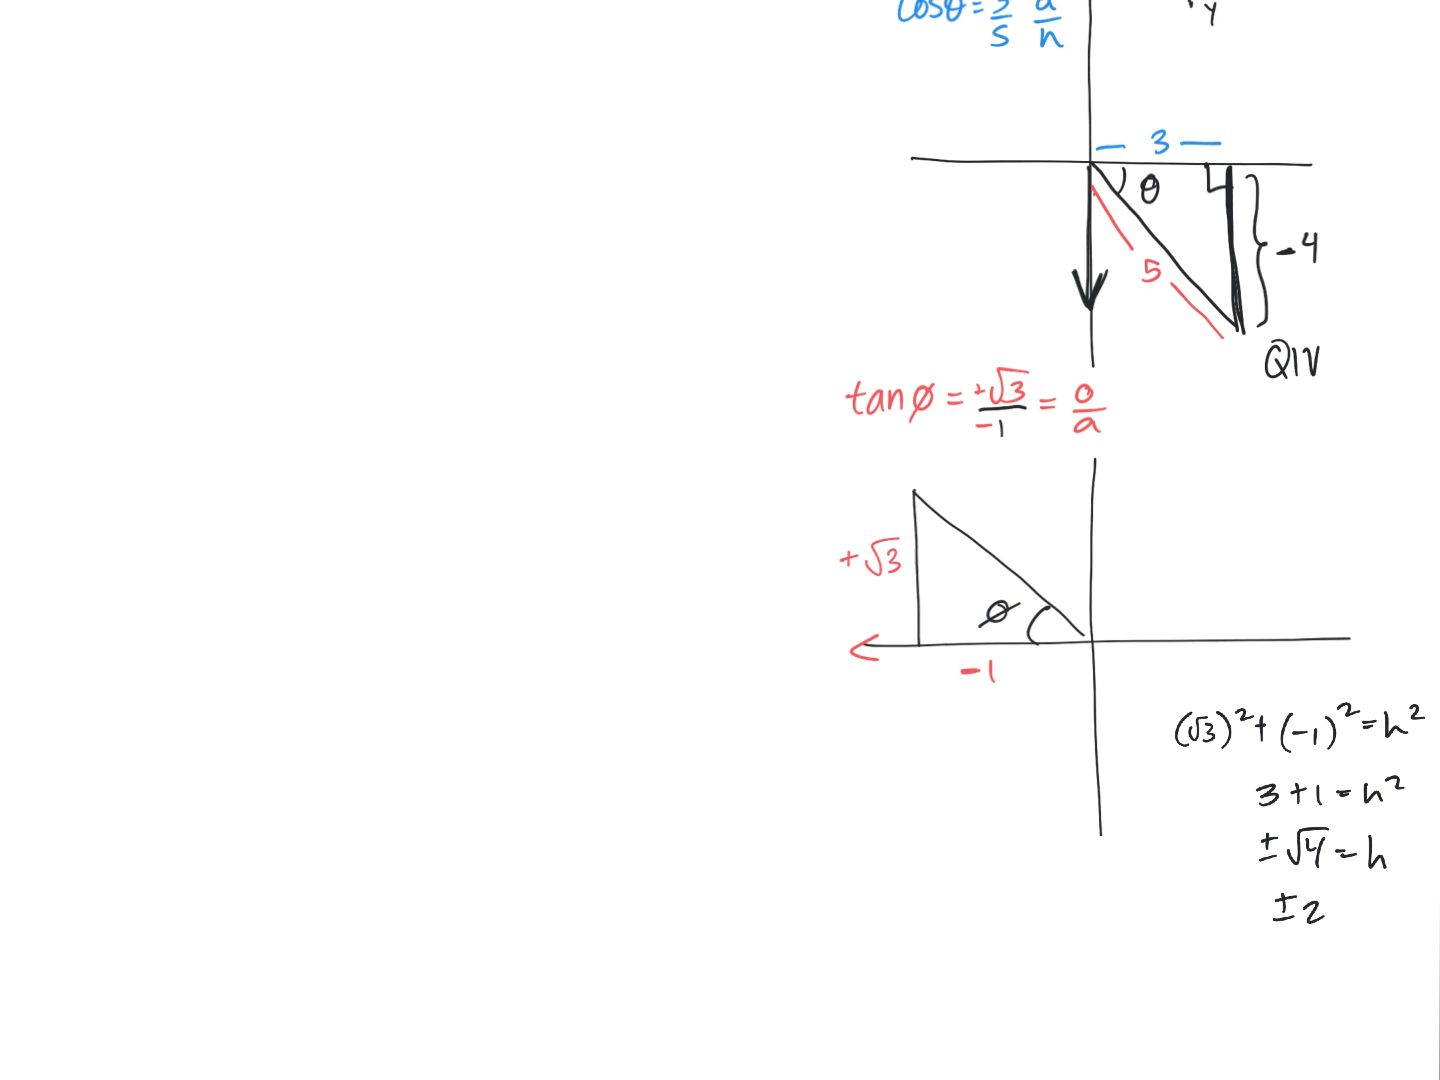 cosθ = 3/5 a/h
y
3
θ
-4
5
QIV
tan ø = +√3/-1 = o/a
+√3
ø
-1
(√3)² + (-1)² = h²
3 + 1 = h²
±√4 = h
±2